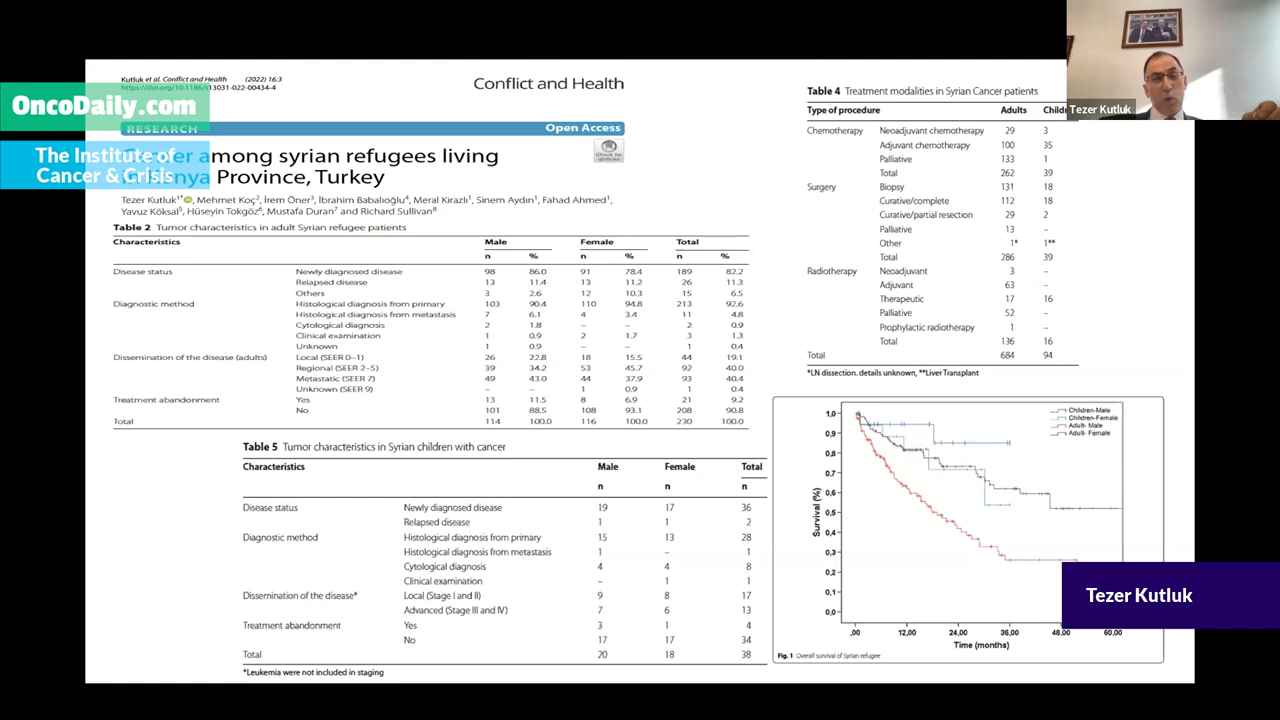 Kutluk et al. Conflict and Health (2022) 16:3
https://doi.org/10.1186/s13031-022-00434-4
Conflict and Health
OncoDaily.com
RESEARCH Open Access
The Institute of
Cancer & Crisis
among syrian refugees living
Province, Turkey
Check for
updates
Tezer Kutluk1*, Mehmet Koç2, İrem Öner3, İbrahim Babalıoğlu4, Meral Kirazlı1, Sinem Aydın1, Fahad Ahmed1,
Yavuz Köksal5, Hüseyin Tokgöz6, Mustafa Duran7 and Richard Sullivan8
Table 2 Tumor characteristics in adult Syrian refugee patients
Characteristics Male Female Total
n % n % n %
Disease status Newly diagnosed disease 98 86.0 91 78.4 189 82.2
Relapsed disease 13 11.4 13 11.2 26 11.3
Others 3 2.6 12 10.3 15 6.5
Diagnostic method Histological diagnosis from primary 103 90.4 110 94.8 213 92.6
Histological diagnosis from metastasis 7 6.1 4 3.4 11 4.8
Cytological diagnosis 2 1.8 – – 2 0.9
Clinical examination 1 0.9 2 1.7 3 1.3
Unknown 1 0.9 – – 1 0.4
Dissemination of the disease (adults) Local (SEER 0–1) 26 22.8 18 15.5 44 19.1
Regional (SEER 2–5) 39 34.2 53 45.7 92 40.0
Metastatic (SEER 7) 49 43.0 44 37.9 93 40.4
Unknown (SEER 9) – – 1 0.9 1 0.4
Treatment abandonment Yes 13 11.5 8 6.9 21 9.2
No 101 88.5 108 93.1 208 90.8
Total 114 100.0 116 100.0 230 100.0
Table 5 Tumor characteristics in Syrian children with cancer
Characteristics Male Female Total
n n n
Disease status Newly diagnosed disease 19 17 36
Relapsed disease 1 1 2
Diagnostic method Histological diagnosis from primary 15 13 28
Histological diagnosis from metastasis 1 – 1
Cytological diagnosis 4 4 8
Clinical examination – 1 1
Dissemination of the disease* Local (Stage I and II) 9 8 17
Advanced (Stage III and IV) 7 6 13
Treatment abandonment Yes 3 1 4
No 17 17 34
Total 20 18 38
*Leukemia were not included in staging
Table 4 Treatment modalities in Syrian Cancer patients
Type of procedure Adults Childr
Chemotherapy Neoadjuvant chemotherapy 29 3
Adjuvant chemotherapy 100 35
Palliative 133 1
Total 262 39
Surgery Biopsy 131 18
Curative/complete 112 18
Curative/partial resection 29 2
Palliative 13 –
Other 1* 1**
Total 286 39
Radiotherapy Neoadjuvant 3 –
Adjuvant 63 –
Therapeutic 17 16
Palliative 52 –
Prophylactic radiotherapy 1 –
Total 136 16
Total 684 94
*LN dissection. details unknown, **Liver Transplant
Children-Male
Children-Female
Adult- Male
Adult- Female
Survival (%)
1,0
0,9
0,8
0,7
0,6
0,5
0,4
0,3
0,2
0,1
0,0
,00 12,00 24,00 36,00 48,00 60,00
Time (months)
Fig. 1 Overall survival of Syrian refugee
Tezer Kutluk
Tezer Kutluk